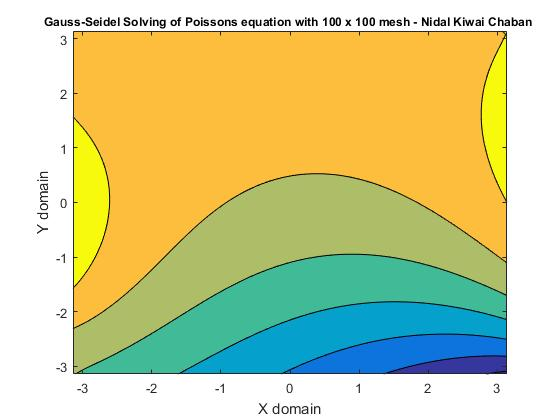 Gauss-Seidel Solving of Poissons equation with 100 x 100 mesh - Nidal Kiwai Chaban
3
2
1
0
-1
-2
-3
Y domain
-3 -2 -1 0 1 2 3
X domain